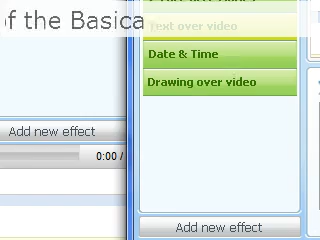 of the Basica
Text over video
Date & Time
Drawing over video
Add new effect
0:00 /
Add new effect